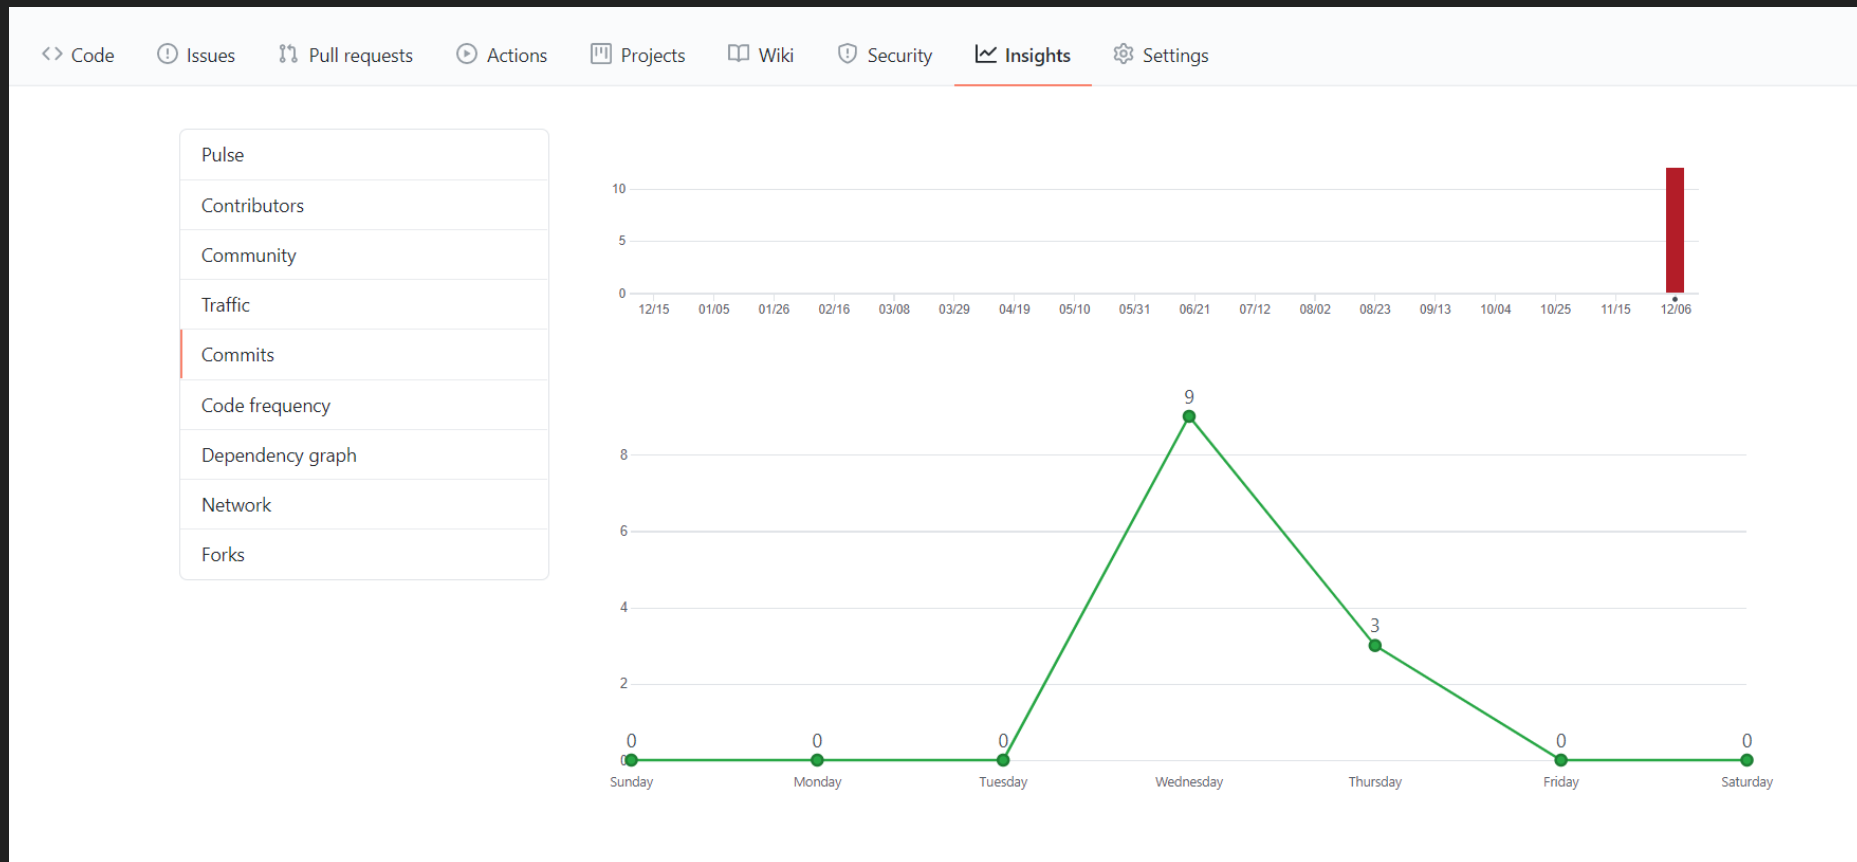 Code Issues Pull requests Actions Projects Wiki Security Insights Settings
Pulse
Contributors
Community
Traffic
Commits
Code frequency
Dependency graph
Network
Forks
10
5
0
12/15 01/05 01/26 02/16 03/08 03/29 04/19 05/10 05/31 06/21 07/12 08/02 08/23 09/13 10/04 10/25 11/15 12/06
9
8
6
4
3
2
0 0 0 0 0
0
Sunday Monday Tuesday Wednesday Thursday Friday Saturday